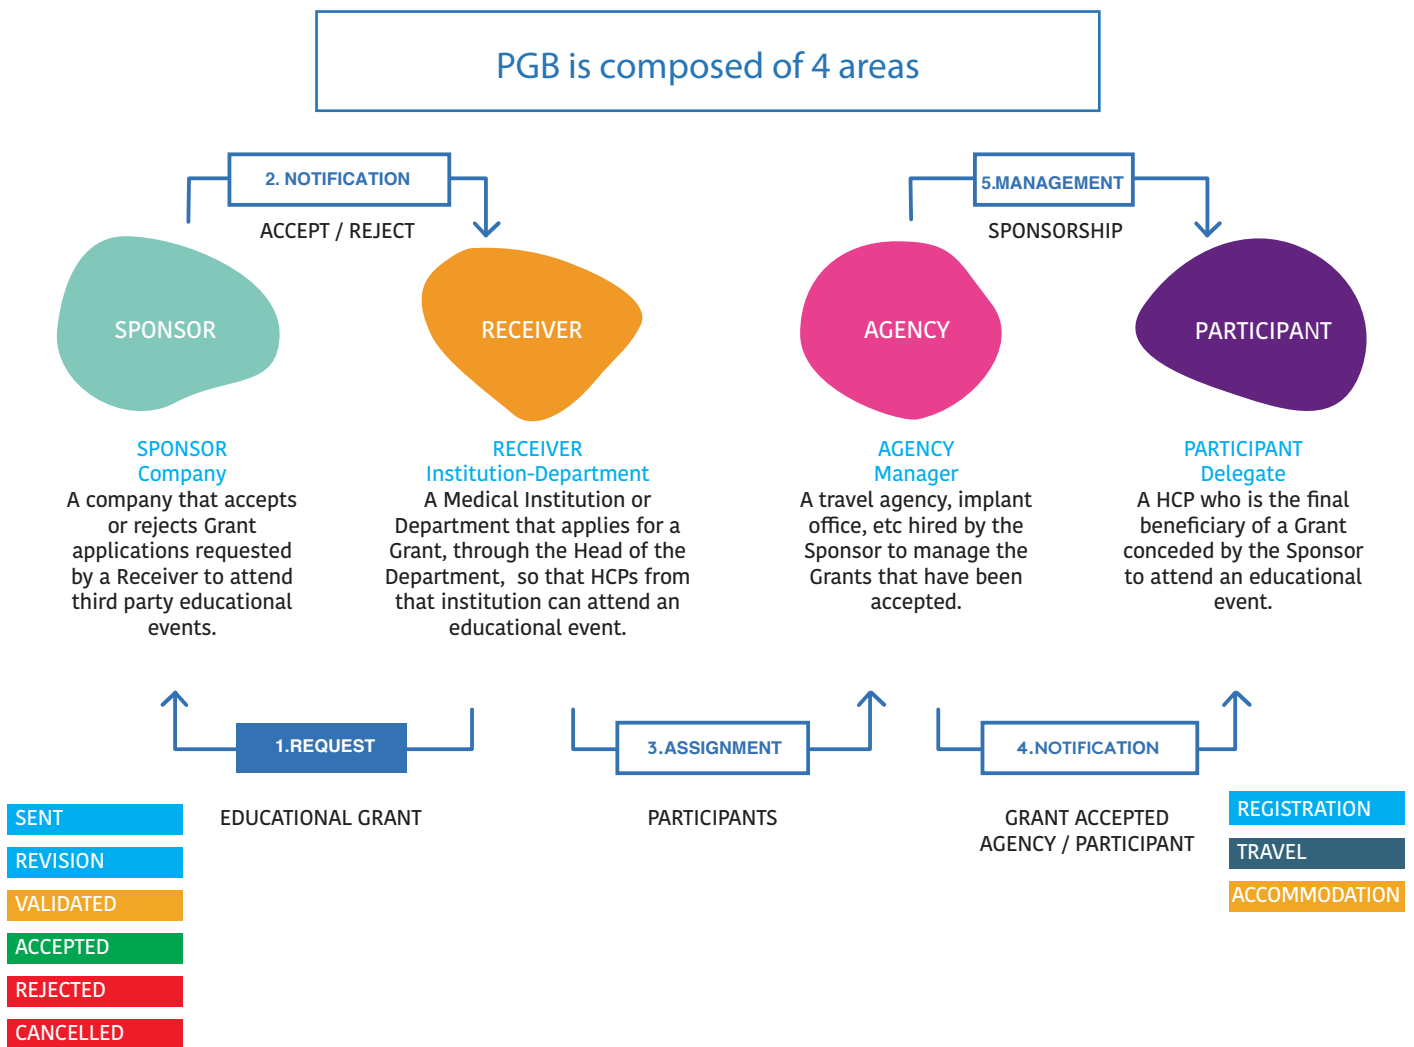 PGB is composed of 4 areas
2. NOTIFICATION
ACCEPT / REJECT
5.MANAGEMENT
SPONSORSHIP
SPONSOR
RECEIVER
AGENCY
PARTICIPANT
SPONSOR
Company
A company that accepts
or rejects Grant
applications requested
by a Receiver to attend
third party educational
events.
RECEIVER
Institution-Department
A Medical Institution or
Department that applies for a
Grant, through the Head of the
Department, so that HCPs from
that institution can attend an
educational event.
AGENCY
Manager
A travel agency, implant
office, etc hired by the
Sponsor to manage the
Grants that have been
accepted.
PARTICIPANT
Delegate
A HCP who is the final
beneficiary of a Grant
conceded by the Sponsor
to attend an educational
event.
1.REQUEST
EDUCATIONAL GRANT
3.ASSIGNMENT
PARTICIPANTS
4.NOTIFICATION
GRANT ACCEPTED
AGENCY / PARTICIPANT
SENT
REVISION
VALIDATED
ACCEPTED
REJECTED
CANCELLED
REGISTRATION
TRAVEL
ACCOMMODATION